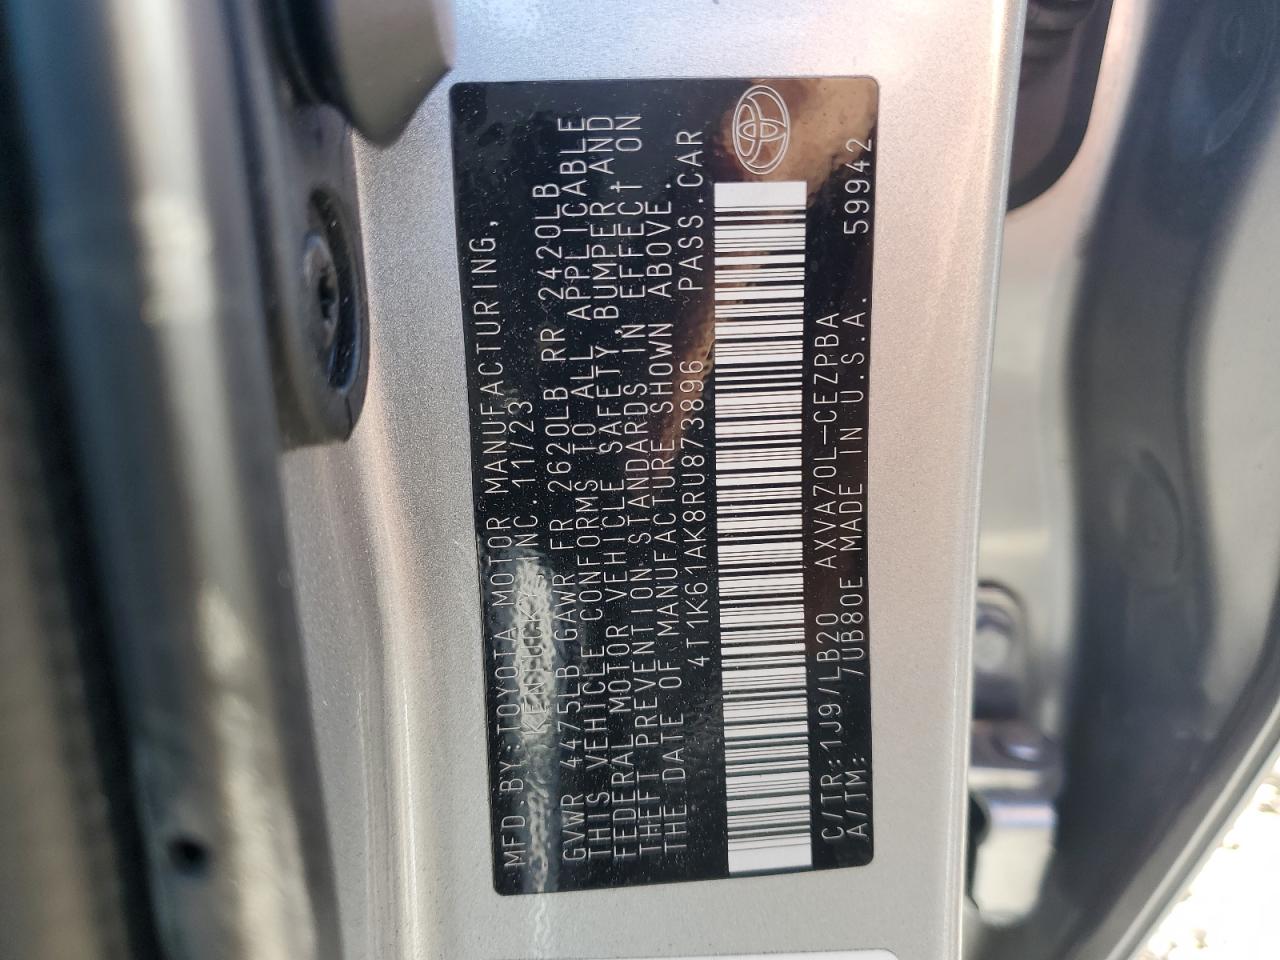 MFD.BY:TOYOTA MOTOR MANUFACTURING,
KENTUCKY, INC. 11/23
GVWR 4475LB GAWR FR 2620LB RR 2420LB
THIS VEHICLE CONFORMS TO ALL APPLICABLE
FEDERAL MOTOR VEHICLE SAFETY, BUMPER, AND
THEFT PREVENTION STANDARDS IN EFFECT ON
THE DATE OF MANUFACTURE SHOWN ABOVE.
4T1K61AK8RU873896 PASS.CAR
C/TR:1J9/LB20 AXVA70L-CEZPBA
A/TM: 7UB80E MADE IN U.S.A. 59942